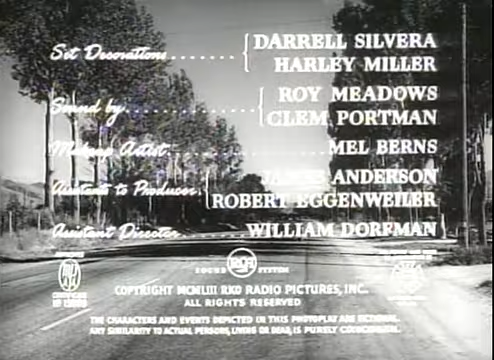 Set Decorations....... { DARRELL SILVERA
HARLEY MILLER
Sound by............... { ROY MEADOWS
CLEM PORTMAN
Makeup Artist................ MEL BERNS
Assistants to Producer.. { ANDERSON
ROBERT EGGENWEILER
Assistant Director......... WILLIAM DORFMAN
RCA
SOUND SYSTEM
COPYRIGHT MCMLIII RKO RADIO PICTURES, INC.
ALL RIGHTS RESERVED
THE CHARACTERS AND EVENTS DEPICTED IN THIS PHOTOPLAY ARE FICTIONAL.
ANY SIMILARITY TO ACTUAL PERSONS, LIVING OR DEAD, IS PURELY COINCIDENTAL.